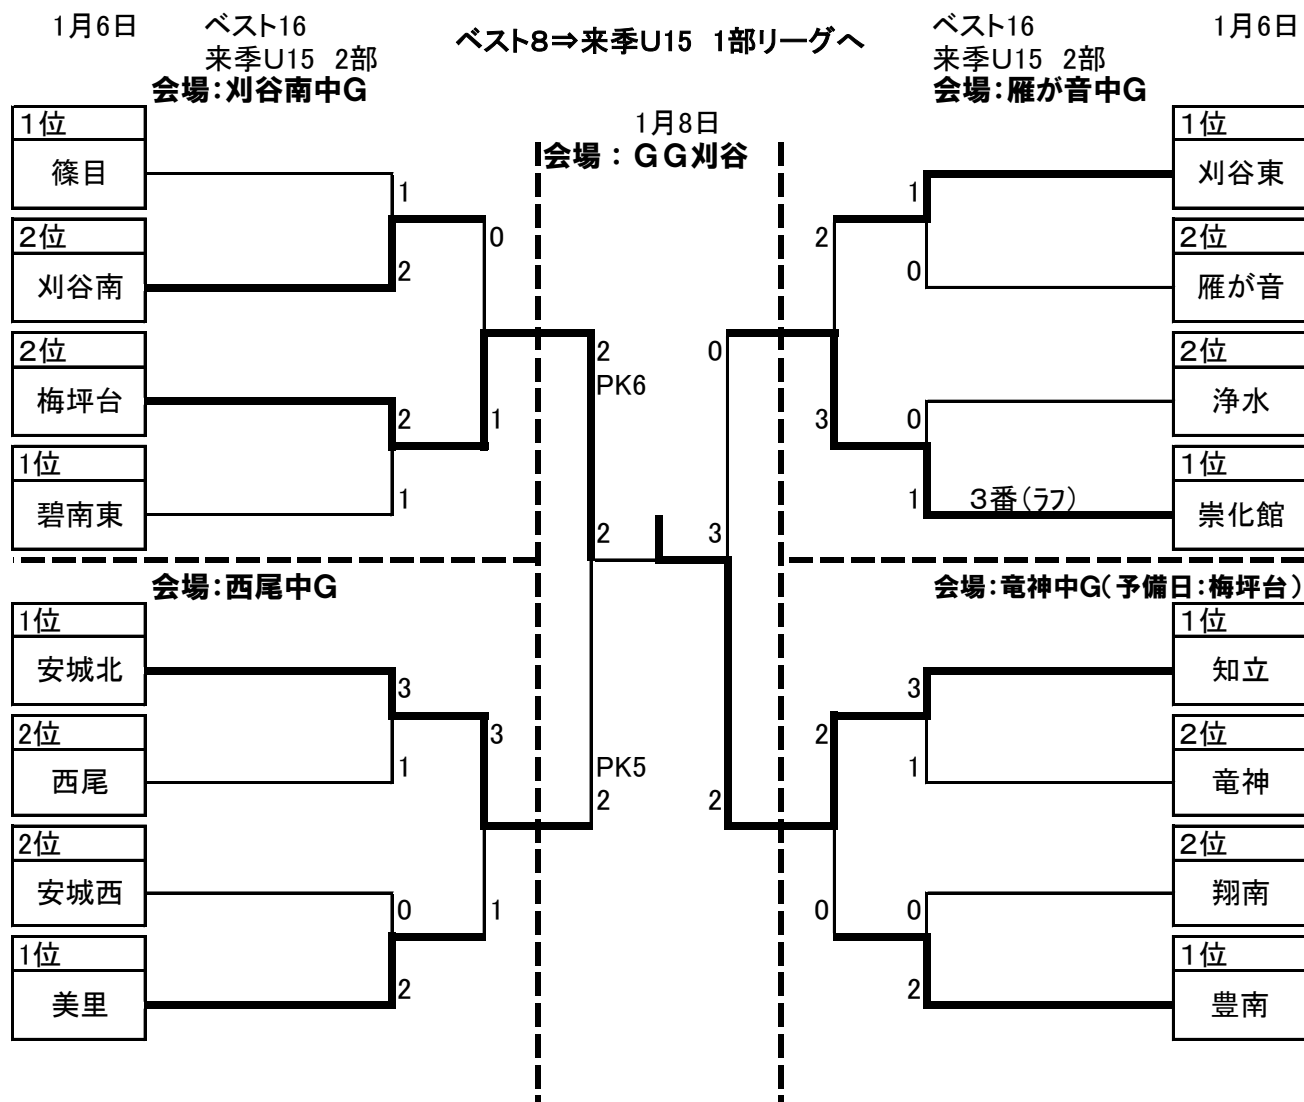 1月6日 ベスト16 ベスト8⇒来季U15 1部リーグへ ベスト16 1月6日
来季U15 2部 来季U15 2部
会場:刈谷南中G 会場:雁が音中G
1月8日
会場:GG刈谷
1位
篠目
1
2位
0
刈谷南
2
2位
梅坪台
2
1
1位
碧南東
1
1位
刈谷東
1
2位
2
雁が音
0
2位
浄水
0
3
1位
崇化館
1
3番(ラフ)
2
PK6
0
2
3
会場:西尾中G
会場:竜神中G(予備日:梅坪台)
1位
安城北
3
2位
3
西尾
1
2位
安城西
0
1
1位
美里
2
PK5
2
2
1位
知立
3
2位
2
竜神
1
2位
翔南
0
0
1位
豊南
2